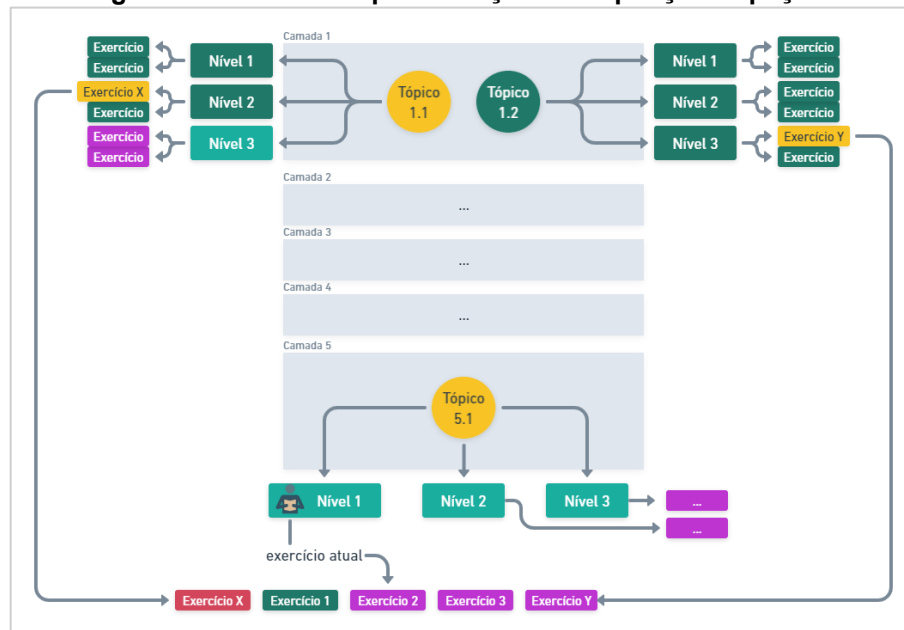 Camada 1
Exercício
Exercício
Nível 1
Exercício X
Exercício
Nível 2
Exercício
Exercício
Nível 3
Tópico
1.1
Tópico
1.2
Nível 1
Exercício
Exercício
Nível 2
Exercício
Exercício
Nível 3
Exercício Y
Exercício
Camada 2
...
Camada 3
...
Camada 4
...
Camada 5
Tópico
5.1
Nível 1
Nível 2
Nível 3
...
...
exercício atual
Exercício X
Exercício 1
Exercício 2
Exercício 3
Exercício Y